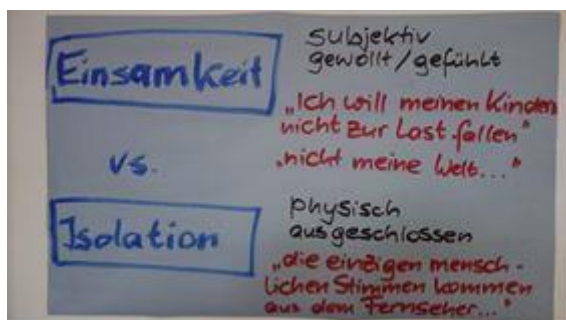 Einsamkeit
subjektiv
gewollt/gefühlt
„Ich will meinen Kindern
nicht zur Last fallen"
„nicht meine Welt..."
vs.
Isolation
physisch
ausgeschlossen
„die einzigen mensch-
lichen Stimmen kommen
aus dem Fernseher..."